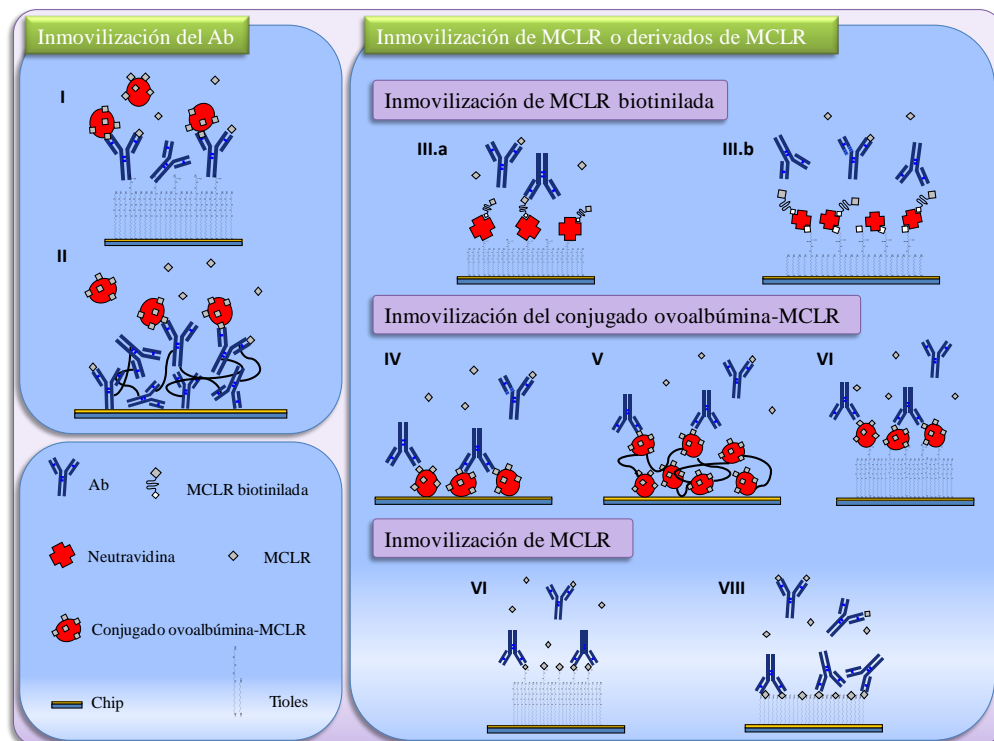 Inmovilización del Ab
I
II
Ab
MCLR biotinilada
Neutravidina
MCLR
Conjugado ovoalbúmina-MCLR
Chip
Tioles
Inmovilización de MCLR o derivados de MCLR
Inmovilización de MCLR biotinilada
III.a
III.b
Inmovilización del conjugado ovoalbúmina-MCLR
IV
V
VI
Inmovilización de MCLR
VI
VIII